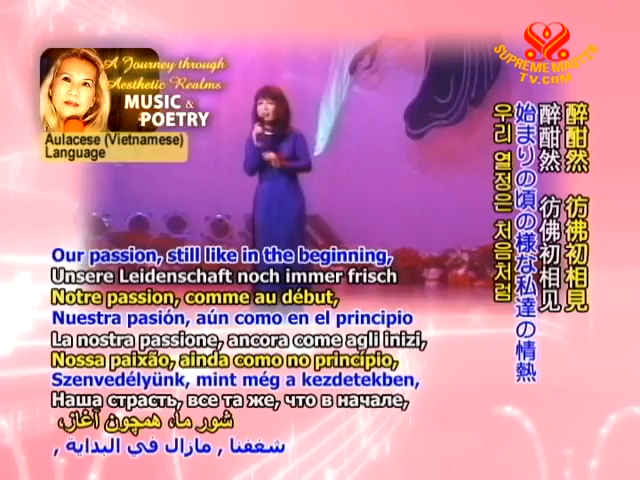 A Journey through
Aesthetic Realms
MUSIC &
POETRY
Aulacese (Vietnamese)
Language
SUPREME MASTER
TV.COM
醉酣然 彷彿初相見
醉酣然 彷佛初相见
始まりの頃の様な私達の情熱
우리 열정은 처음처럼
Our passion, still like in the beginning,
Unsere Leidenschaft noch immer frisch
Notre passion, comme au début,
Nuestra pasión, aún como en el principio
La nostra passione, ancora come agli inizi,
Nossa paixão, ainda como no princípio,
Szenvedélyünk, mint még a kezdetekben,
Наша страсть, все та же, что в начале,
شور ما، همچون آغاز،
شغفنا , مازال في البداية ,